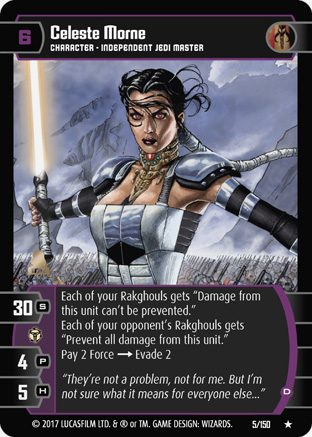 6
Celeste Morne
CHARACTER - INDEPENDENT JEDI MASTER
30 S
4 P
5 H
Each of your Rakghouls gets “Damage from
this unit can’t be prevented.”
Each of your opponent’s Rakghouls gets
“Prevent all damage from this unit.”
Pay 2 Force → Evade 2
“They’re not a problem, not for me. But I’m
not sure what it means for everyone else...”
D
© 2017 LUCASFILM LTD. & ® or TM. GAME DESIGN: WIZARDS.
5/150 ★